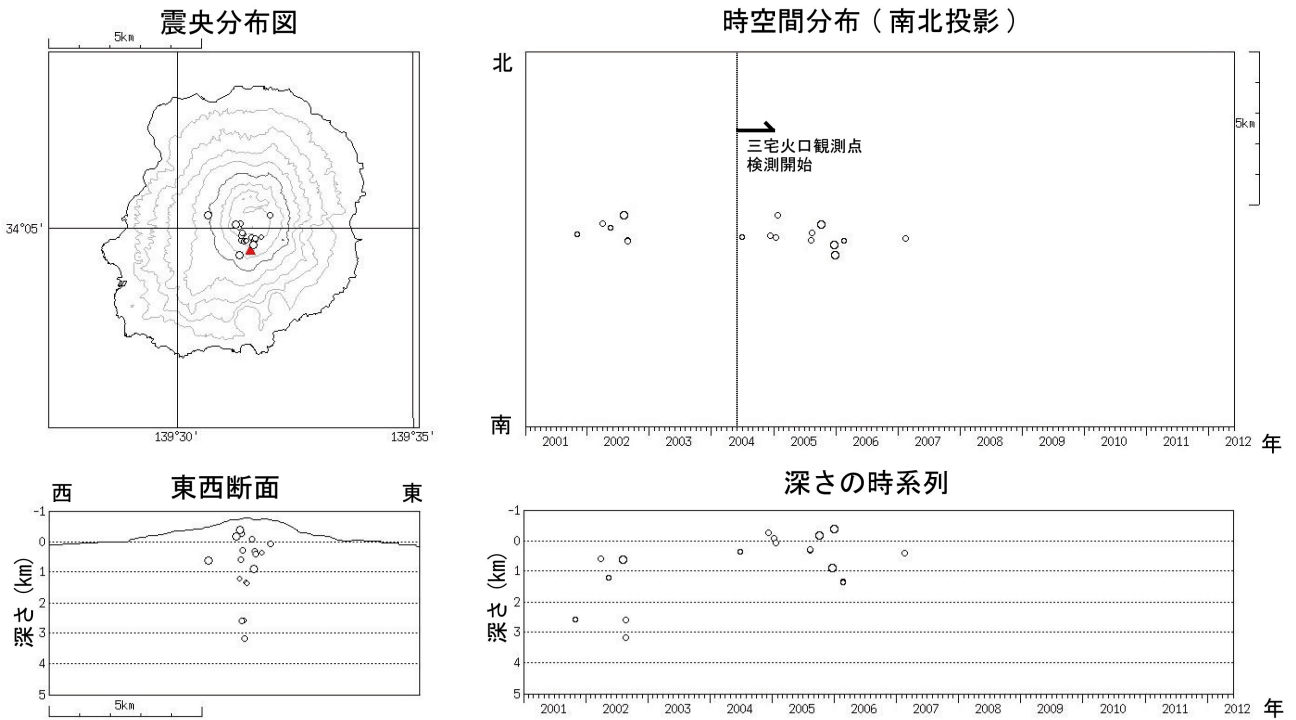 震央分布図
5km
34°05'
139°30'
139°35'
時空間分布 ( 南北投影 )
北
南
三宅火口観測点
検測開始
5km
2001 2002 2003 2004 2005 2006 2007 2008 2009 2010 2011 2012 年
東西断面
西
東
深さ (km)
-1
0
1
2
3
4
5
5km
深さの時系列
深さ (km)
-1
0
1
2
3
4
5
2001 2002 2003 2004 2005 2006 2007 2008 2009 2010 2011 2012 年